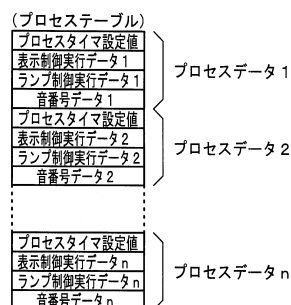 (プロセステーブル)
プロセスタイマ設定値
表示制御実行データ1
ランプ制御実行データ1
音番号データ1
プロセスデータ1
プロセスタイマ設定値
表示制御実行データ2
ランプ制御実行データ2
音番号データ2
プロセスデータ2
プロセスタイマ設定値
表示制御実行データn
ランプ制御実行データn
音番号データn
プロセスデータn